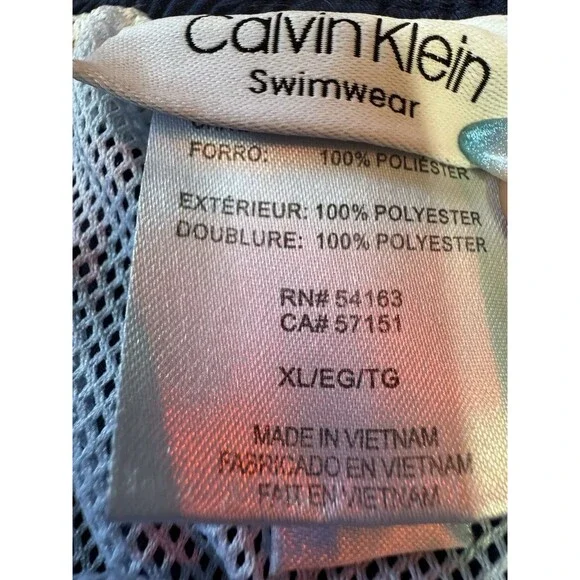 Calvin Klein
Swimwear
FORRO: 100% POLIÉSTER
EXTÉRIEUR: 100% POLYESTER
DOUBLURE: 100% POLYESTER
RN# 54163
CA# 57151
XL/EG/TG
MADE IN VIETNAM
FABRICADO EN VIETNAM
FAIT EN VIETNAM